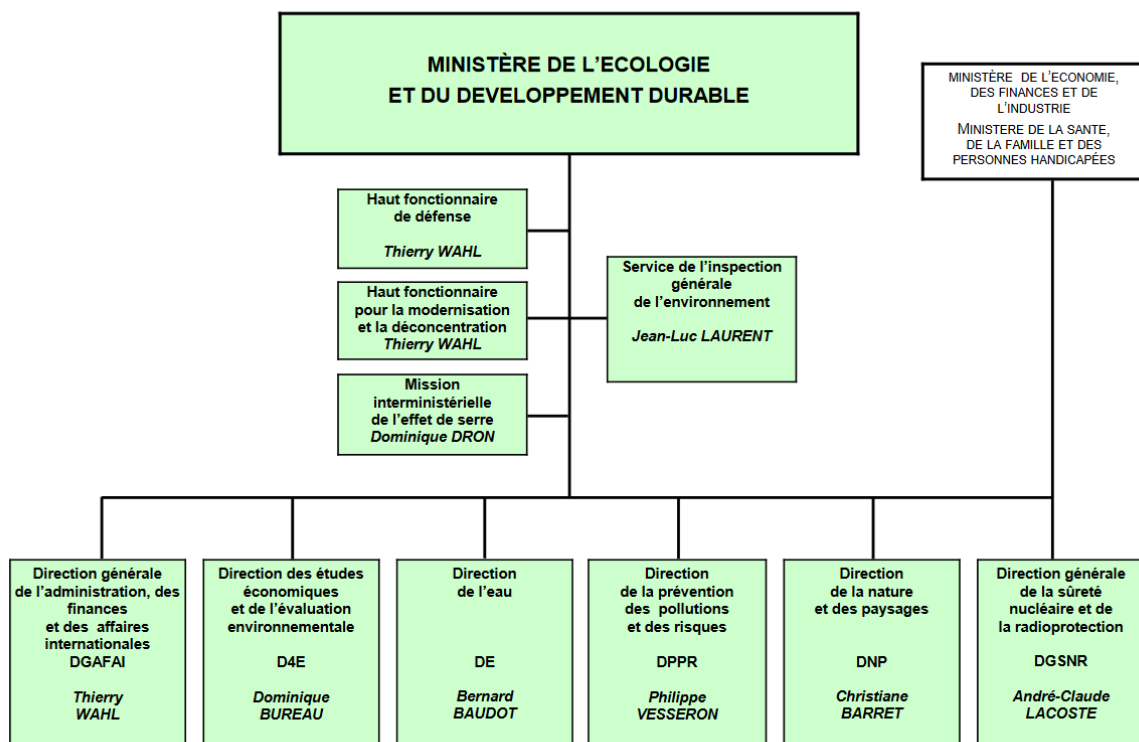 MINISTÈRE DE L'ECOLOGIE
ET DU DEVELOPPEMENT DURABLE
MINISTÈRE DE L'ECONOMIE,
DES FINANCES ET DE
L'INDUSTRIE
MINISTERE DE LA SANTE,
DE LA FAMILLE ET DES
PERSONNES HANDICAPÉES
Haut fonctionnaire
de défense
Thierry WAHL
Haut fonctionnaire
pour la modernisation
et la déconcentration
Thierry WAHL
Service de l'inspection
générale
de l'environnement
Jean-Luc LAURENT
Mission
interministérielle
de l'effet de serre
Dominique DRON
Direction générale
de l'administration, des
finances
et des affaires
internationales
DGAFAI
Thierry
WAHL
Direction des études
économiques
et de l'évaluation
environnementale
D4E
Dominique
BUREAU
Direction
de l'eau
DE
Bernard
BAUDOT
Direction
de la prévention
des pollutions
et des risques
DPPR
Philippe
VESSERON
Direction
de la nature
et des paysages
DNP
Christiane
BARRET
Direction générale
de la sûreté
nucléaire et de
la radioprotection
DGSNR
André-Claude
LACOSTE